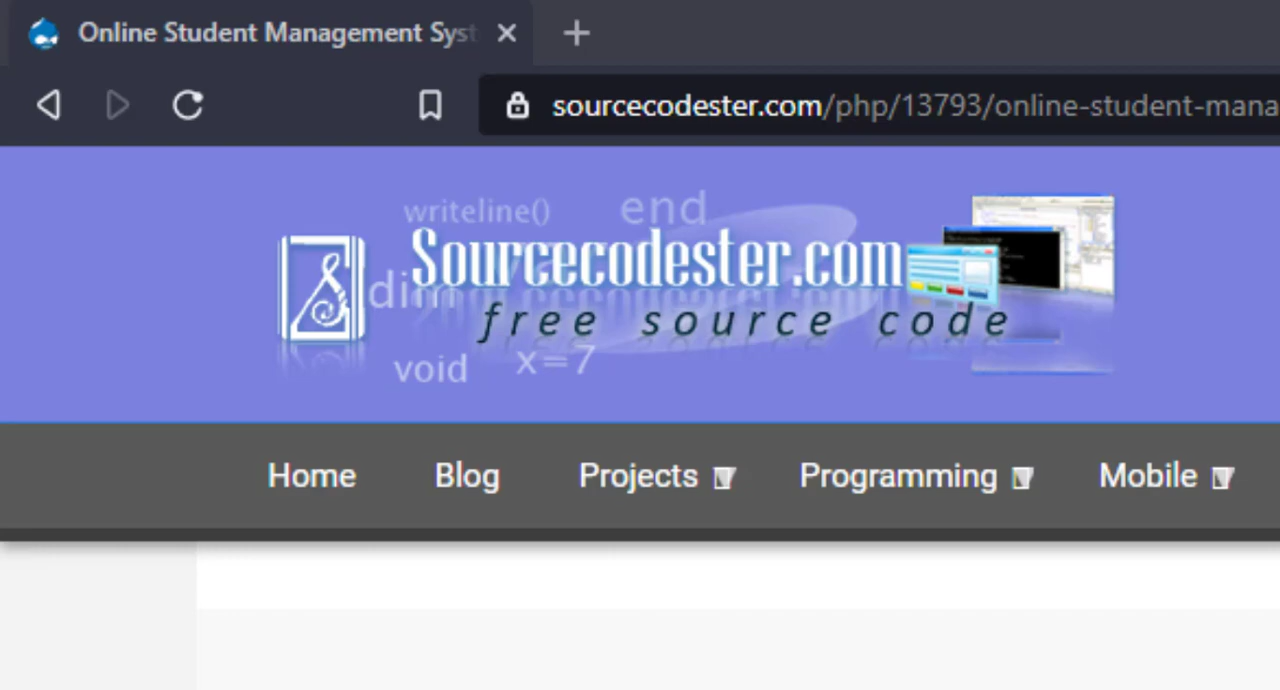 Online Student Management Syst
sourcecodester.com/php/13793/online-student-mana
writeline() end
Sourcecodester.com
dim
free source code
void x=7
Home Blog Projects Programming Mobile